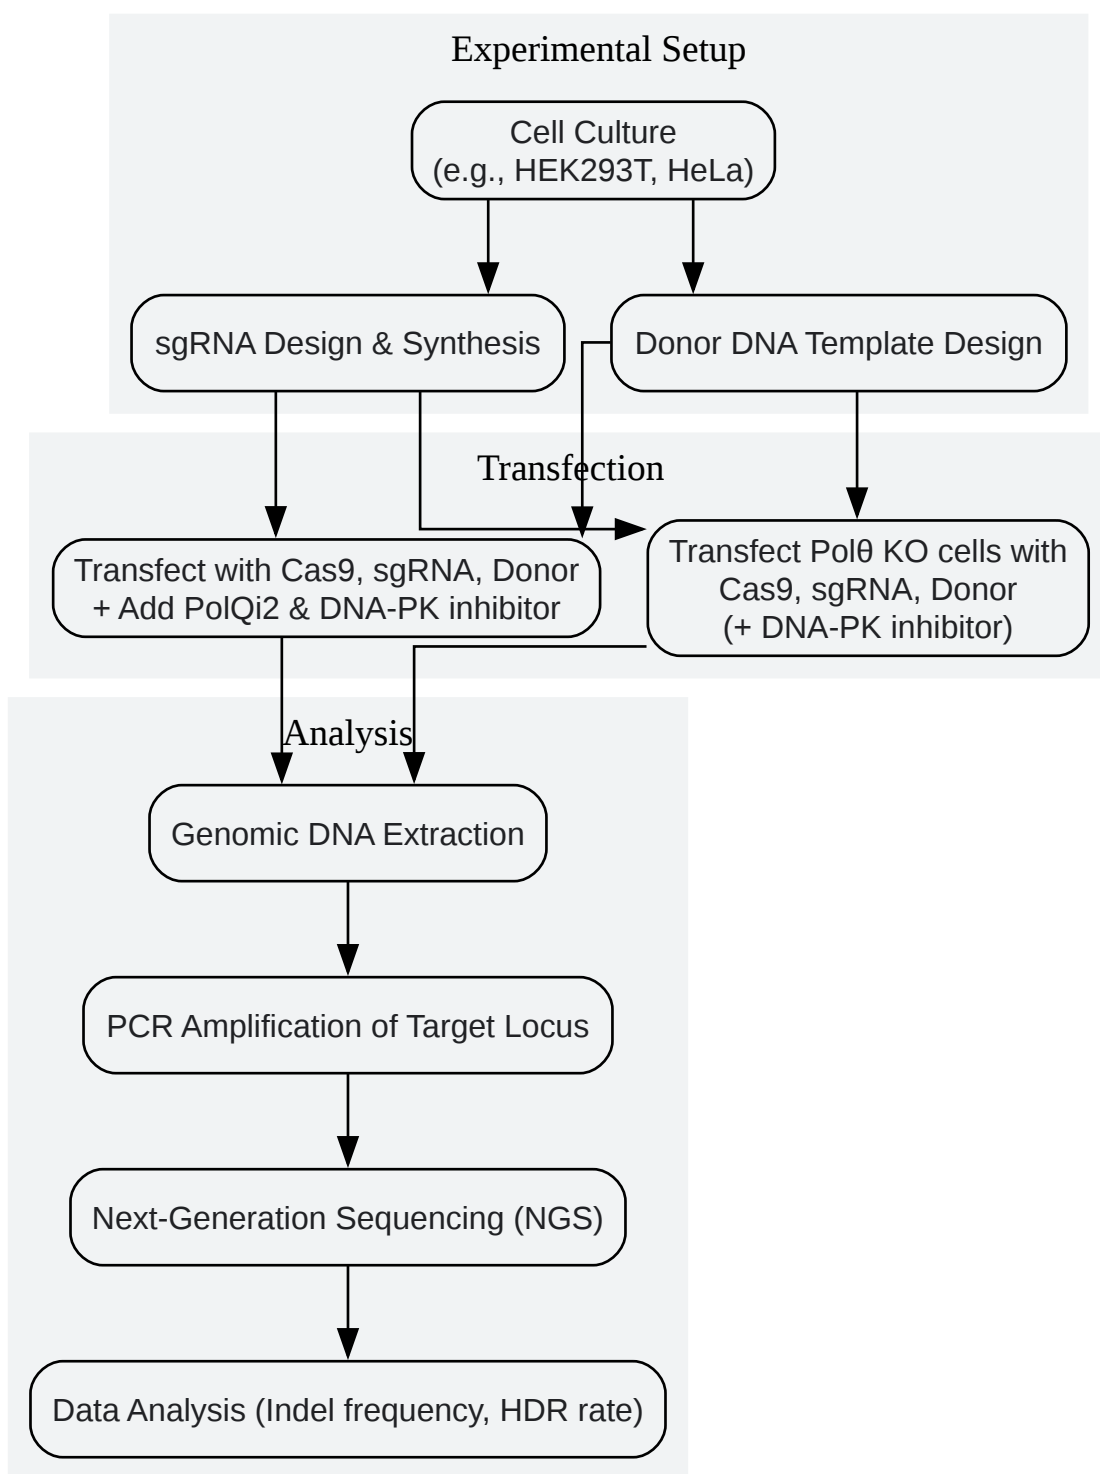 Experimental Setup
Cell Culture
(e.g., HEK293T, HeLa)
sgRNA Design & Synthesis
Donor DNA Template Design
Transfection
Transfect with Cas9, sgRNA, Donor
+ Add PolQi2 & DNA-PK inhibitor
Transfect Polθ KO cells with
Cas9, sgRNA, Donor
(+ DNA-PK inhibitor)
Analysis
Genomic DNA Extraction
PCR Amplification of Target Locus
Next-Generation Sequencing (NGS)
Data Analysis (Indel frequency, HDR rate)